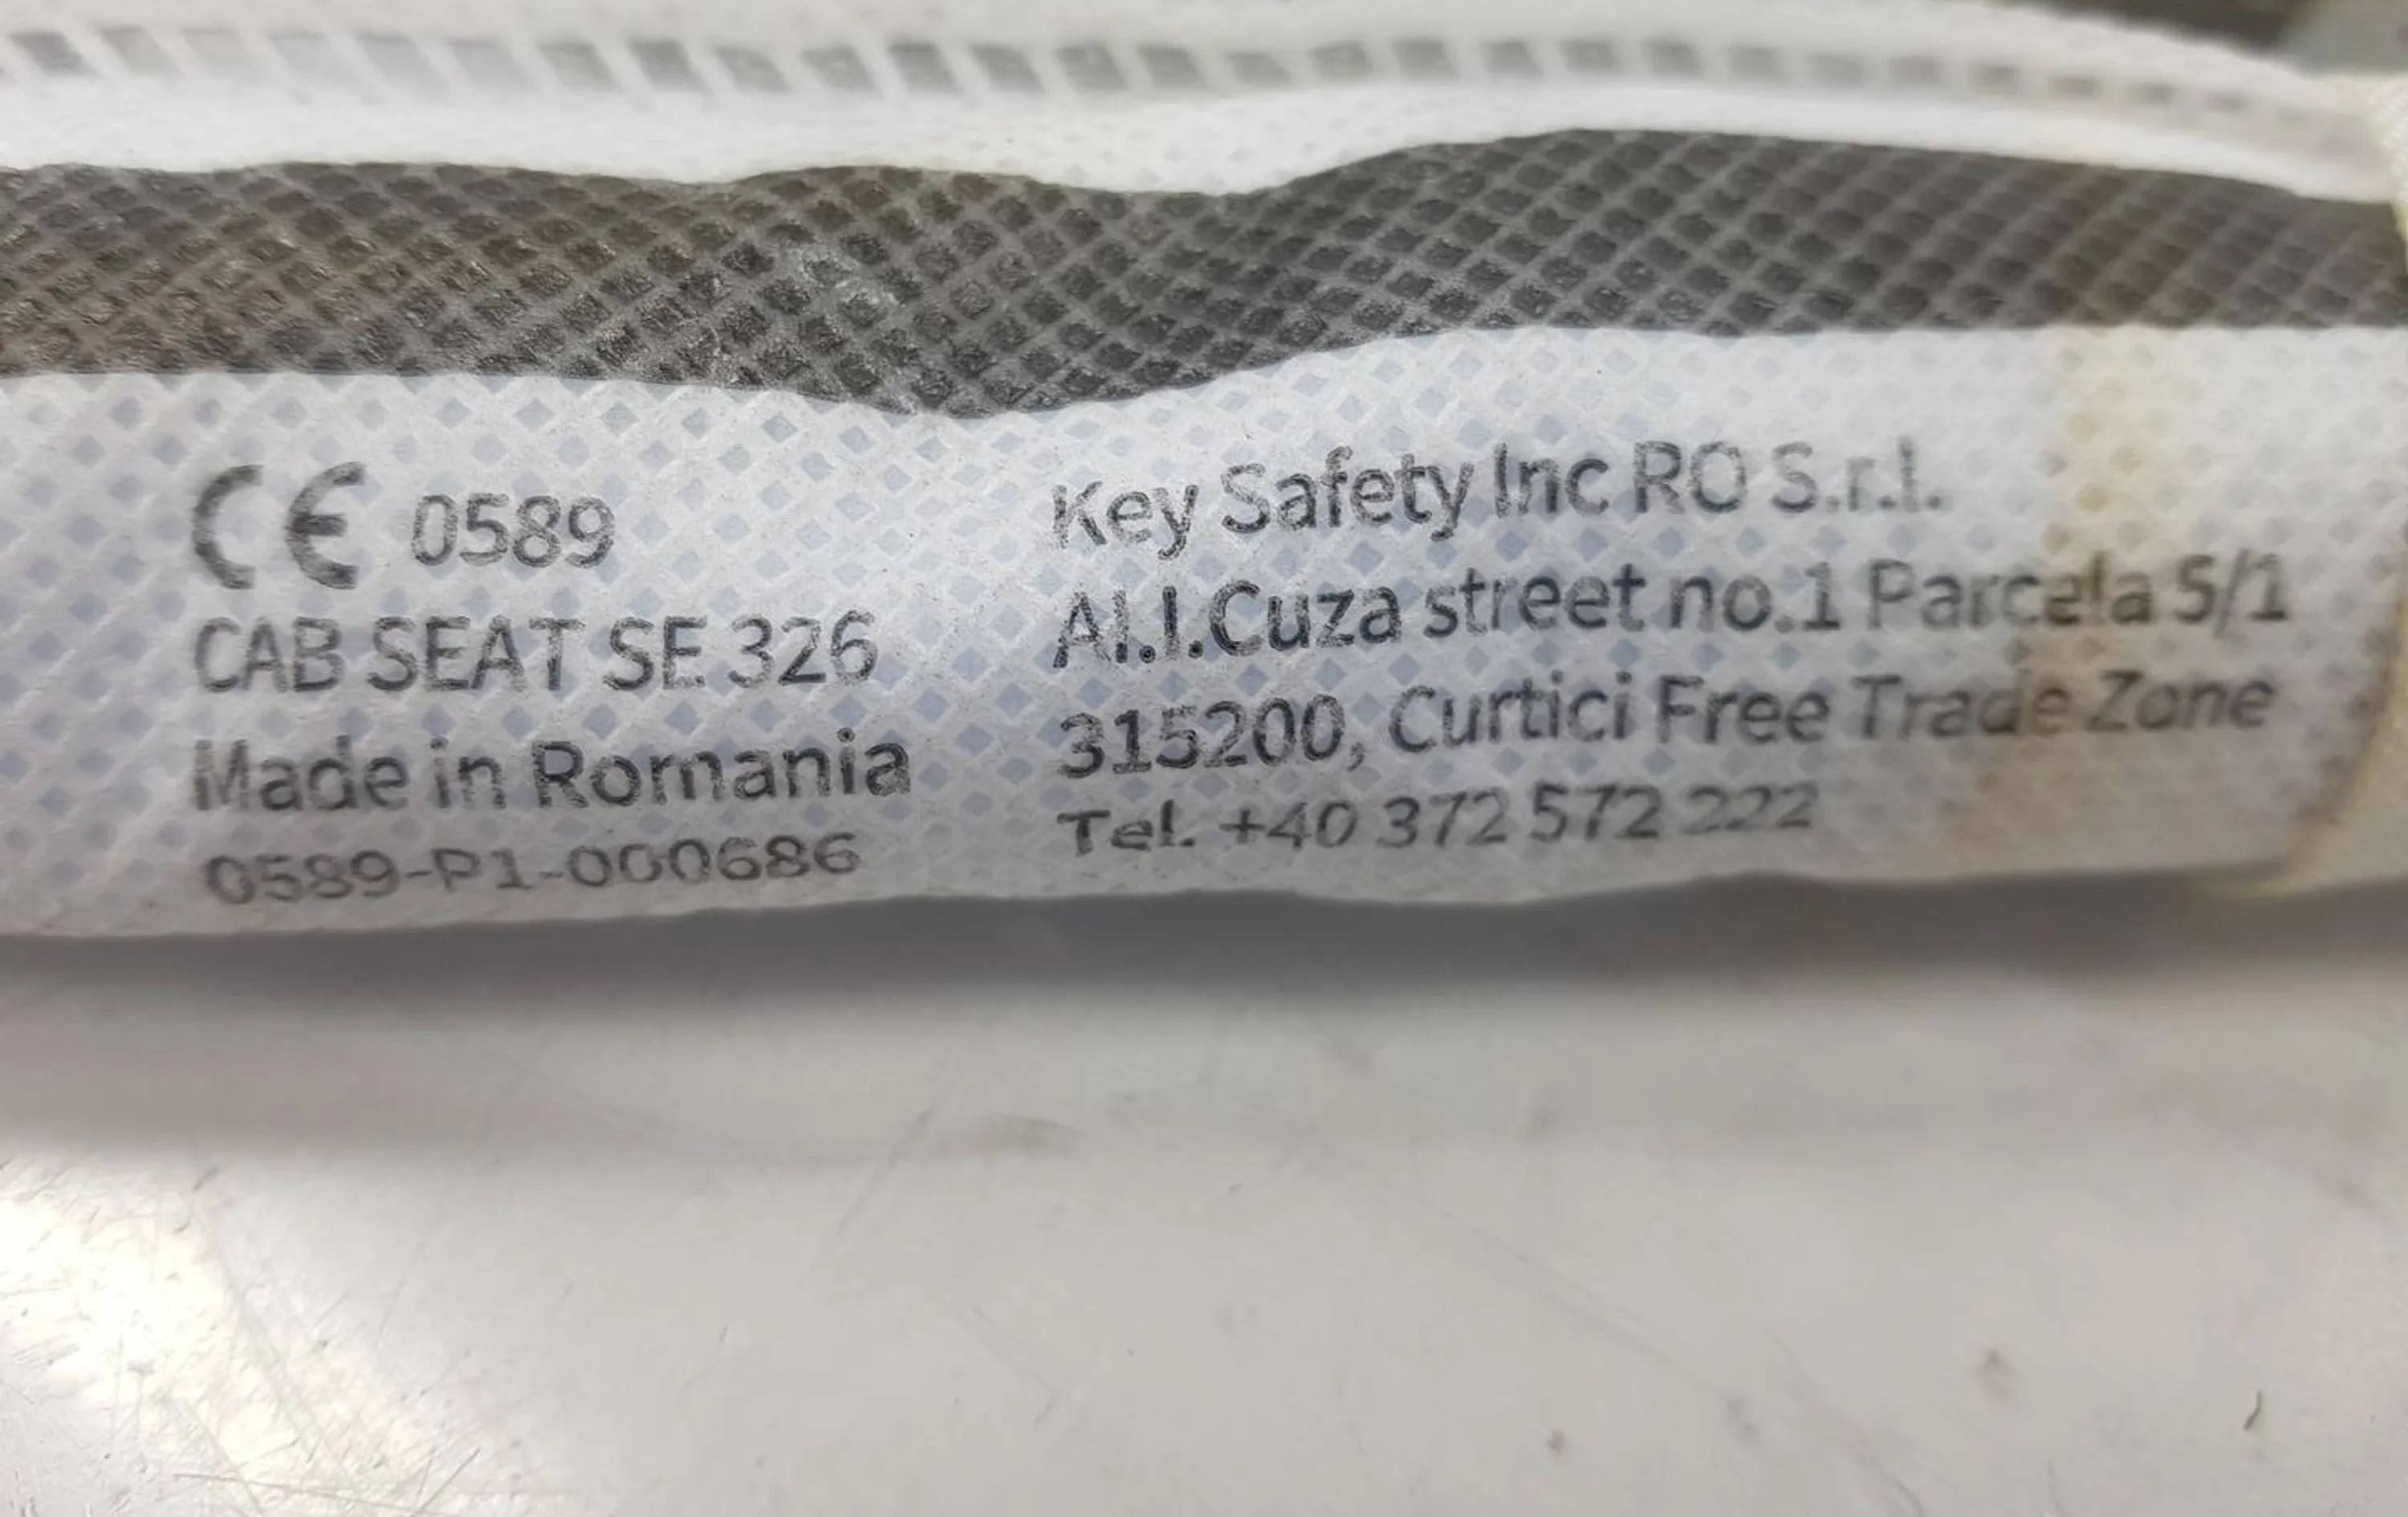 CE 0589
CAB SEAT SE 326
Made in Romania
0589-P1-000686
Key Safety Inc RO S.r.l.
Al.I.Cuza street no.1 Parcela 5/1
315200, Curtici Free Trade Zone
Tel. +40 372 572 222